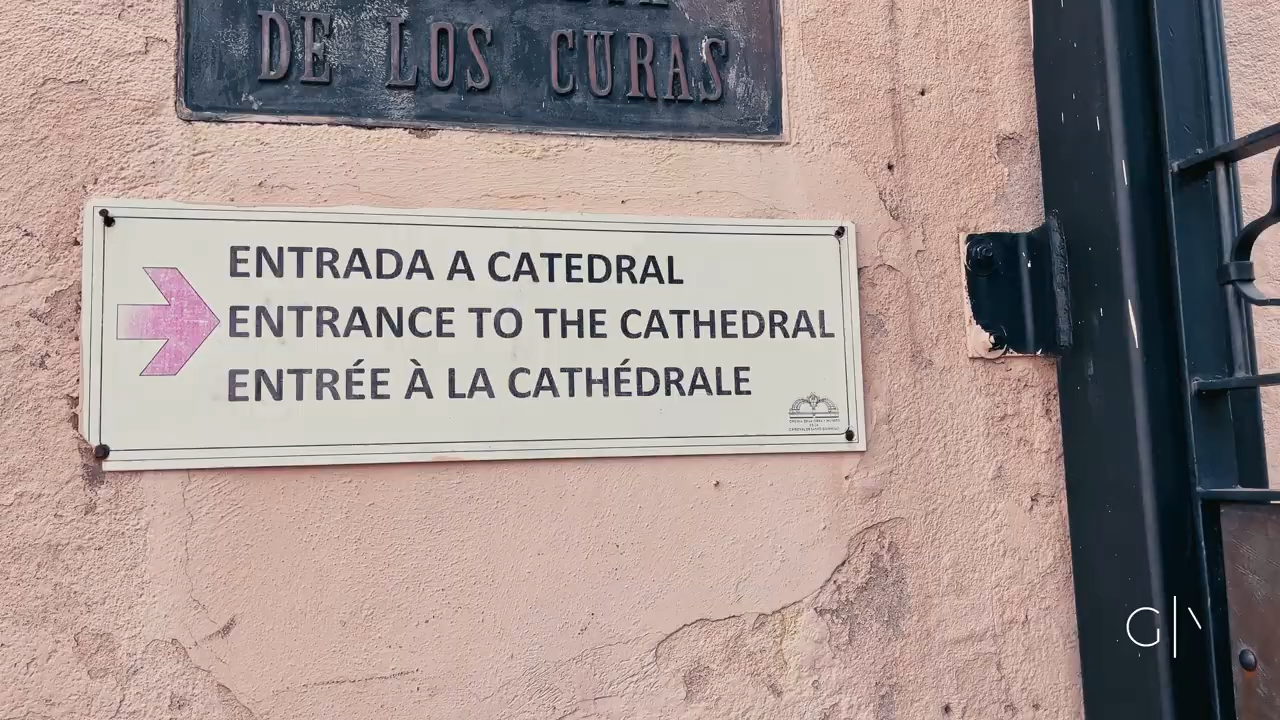 DE LOS CURAS
ENTRADA A CATEDRAL
ENTRANCE TO THE CATHEDRAL
ENTRÉE À LA CATHÉDRALE
G